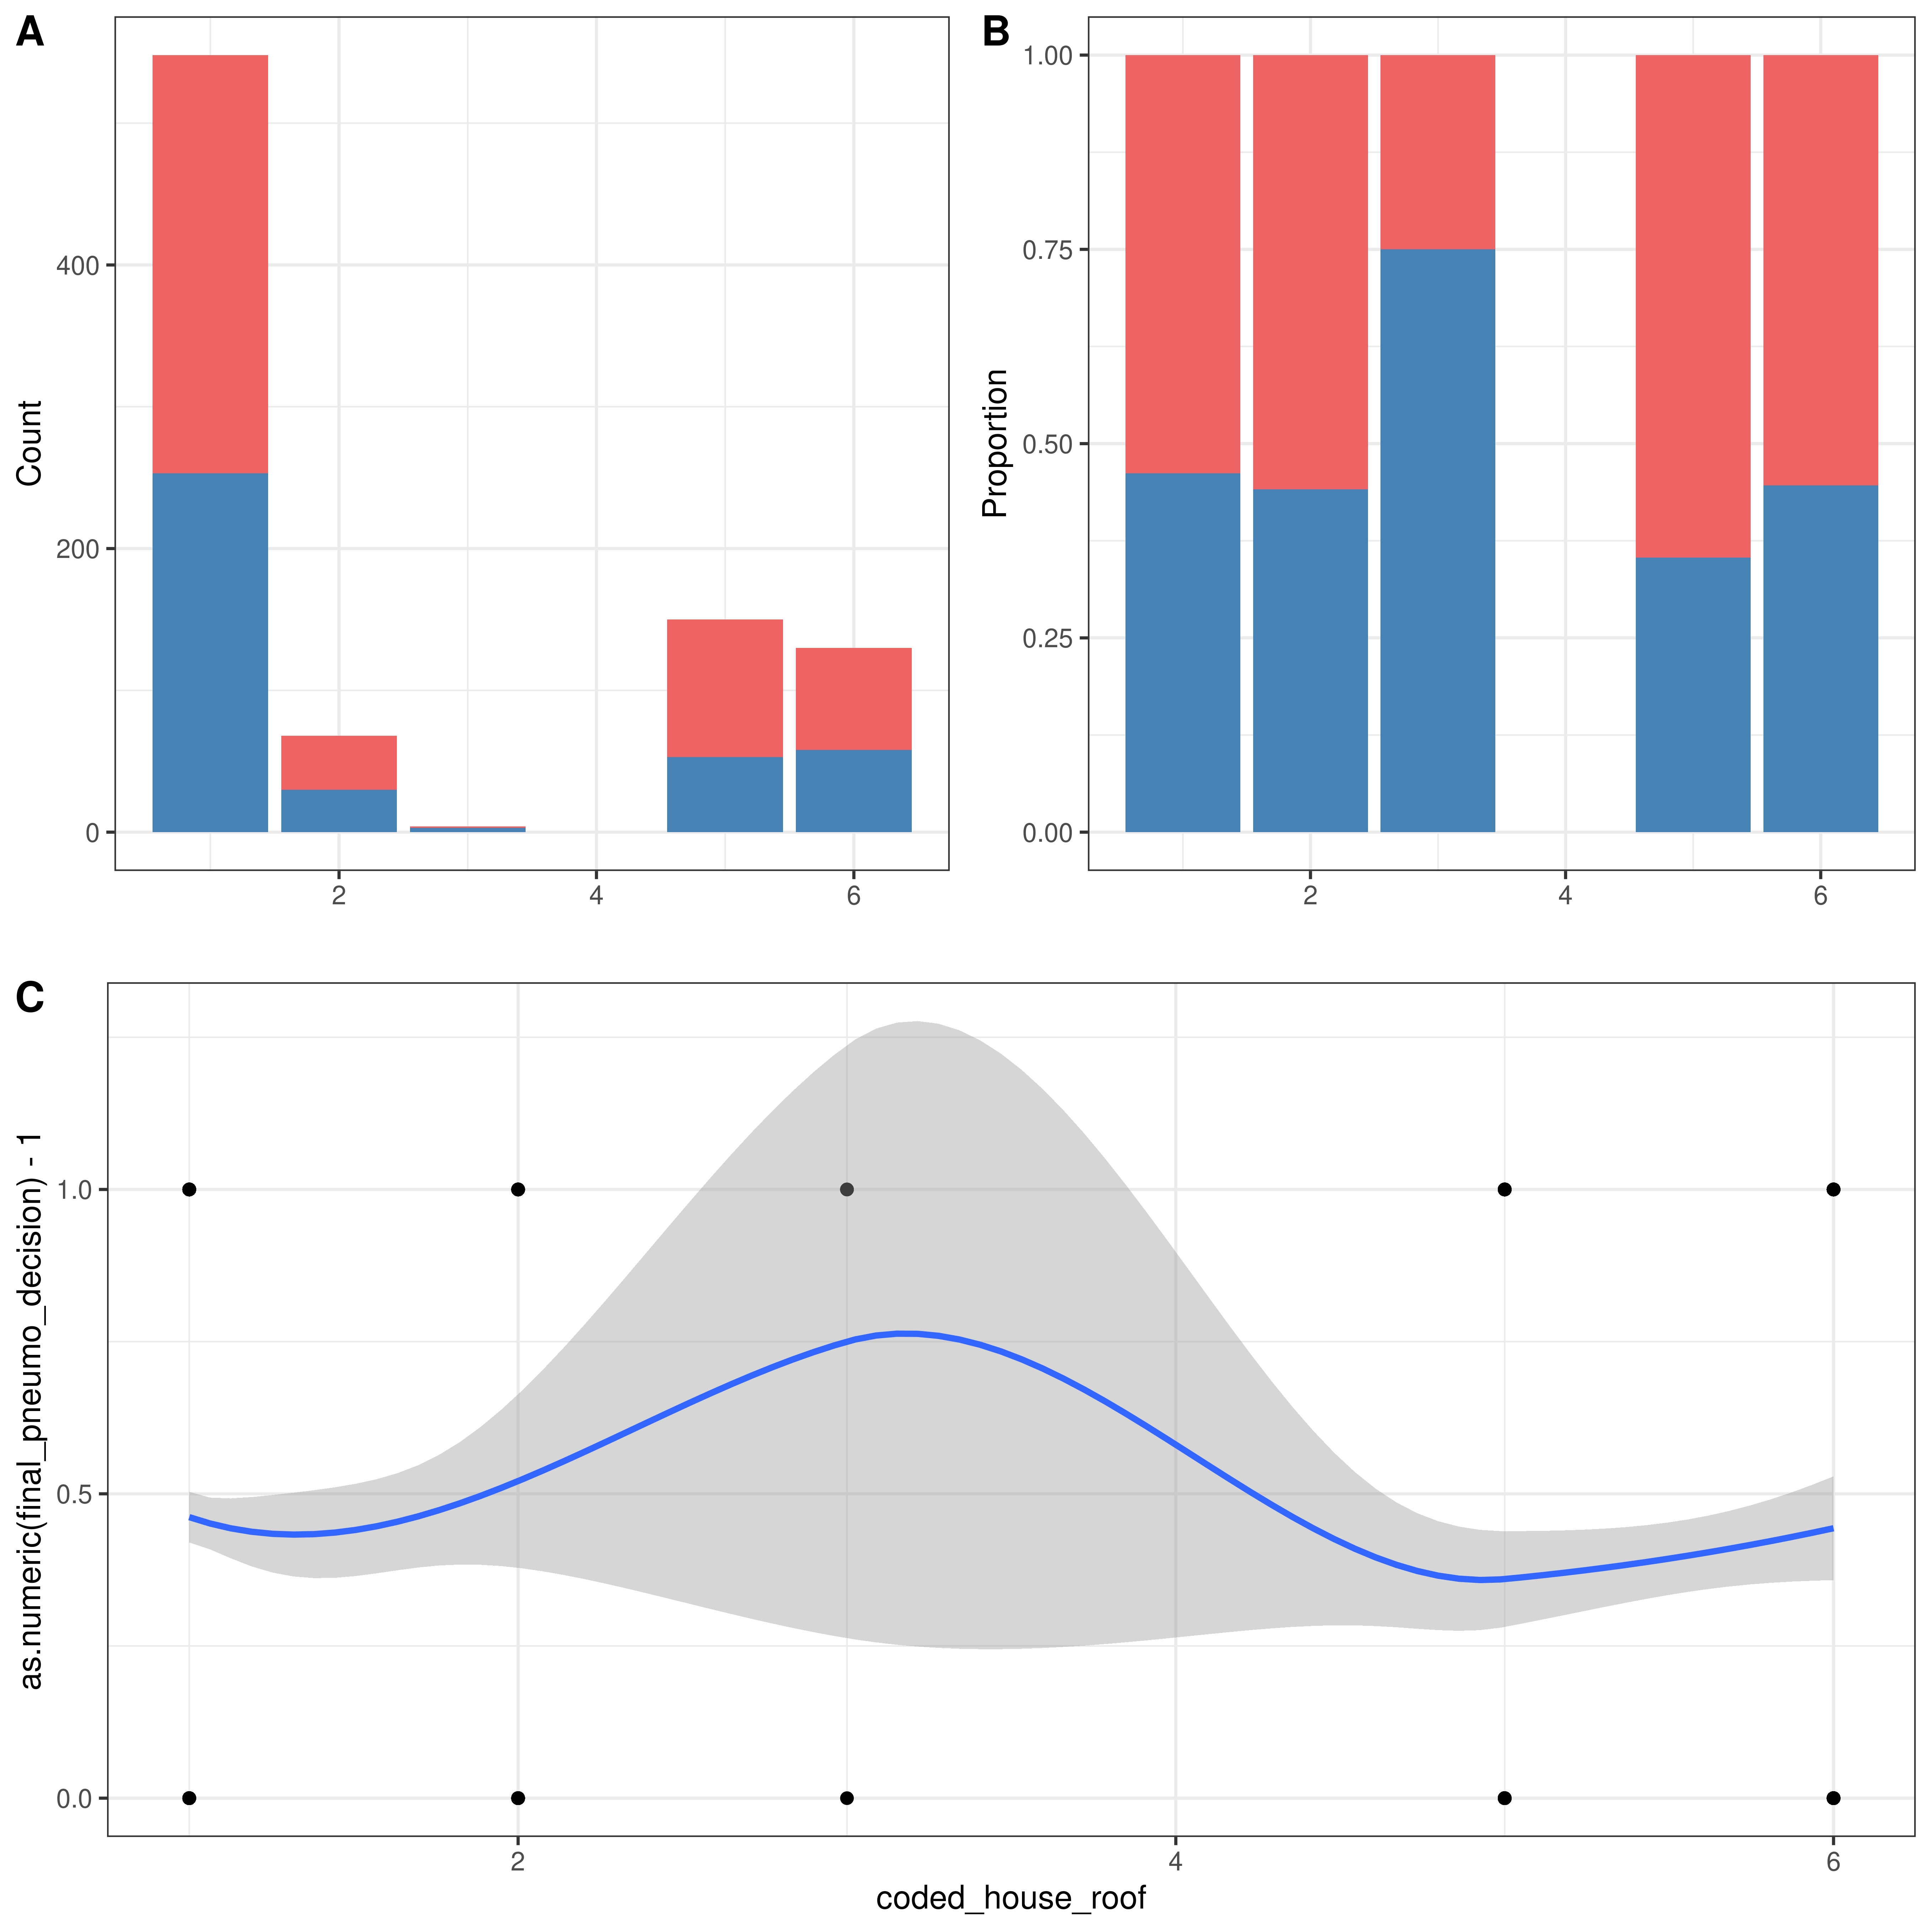 A
Count
400
200
0
2 4 6
B
Proportion
1.00
0.75
0.50
0.25
0.00
2 4 6
C
as.numeric(final_pneumo_decision) - 1
1.0
0.5
0.0
2 4 6
coded_house_roof